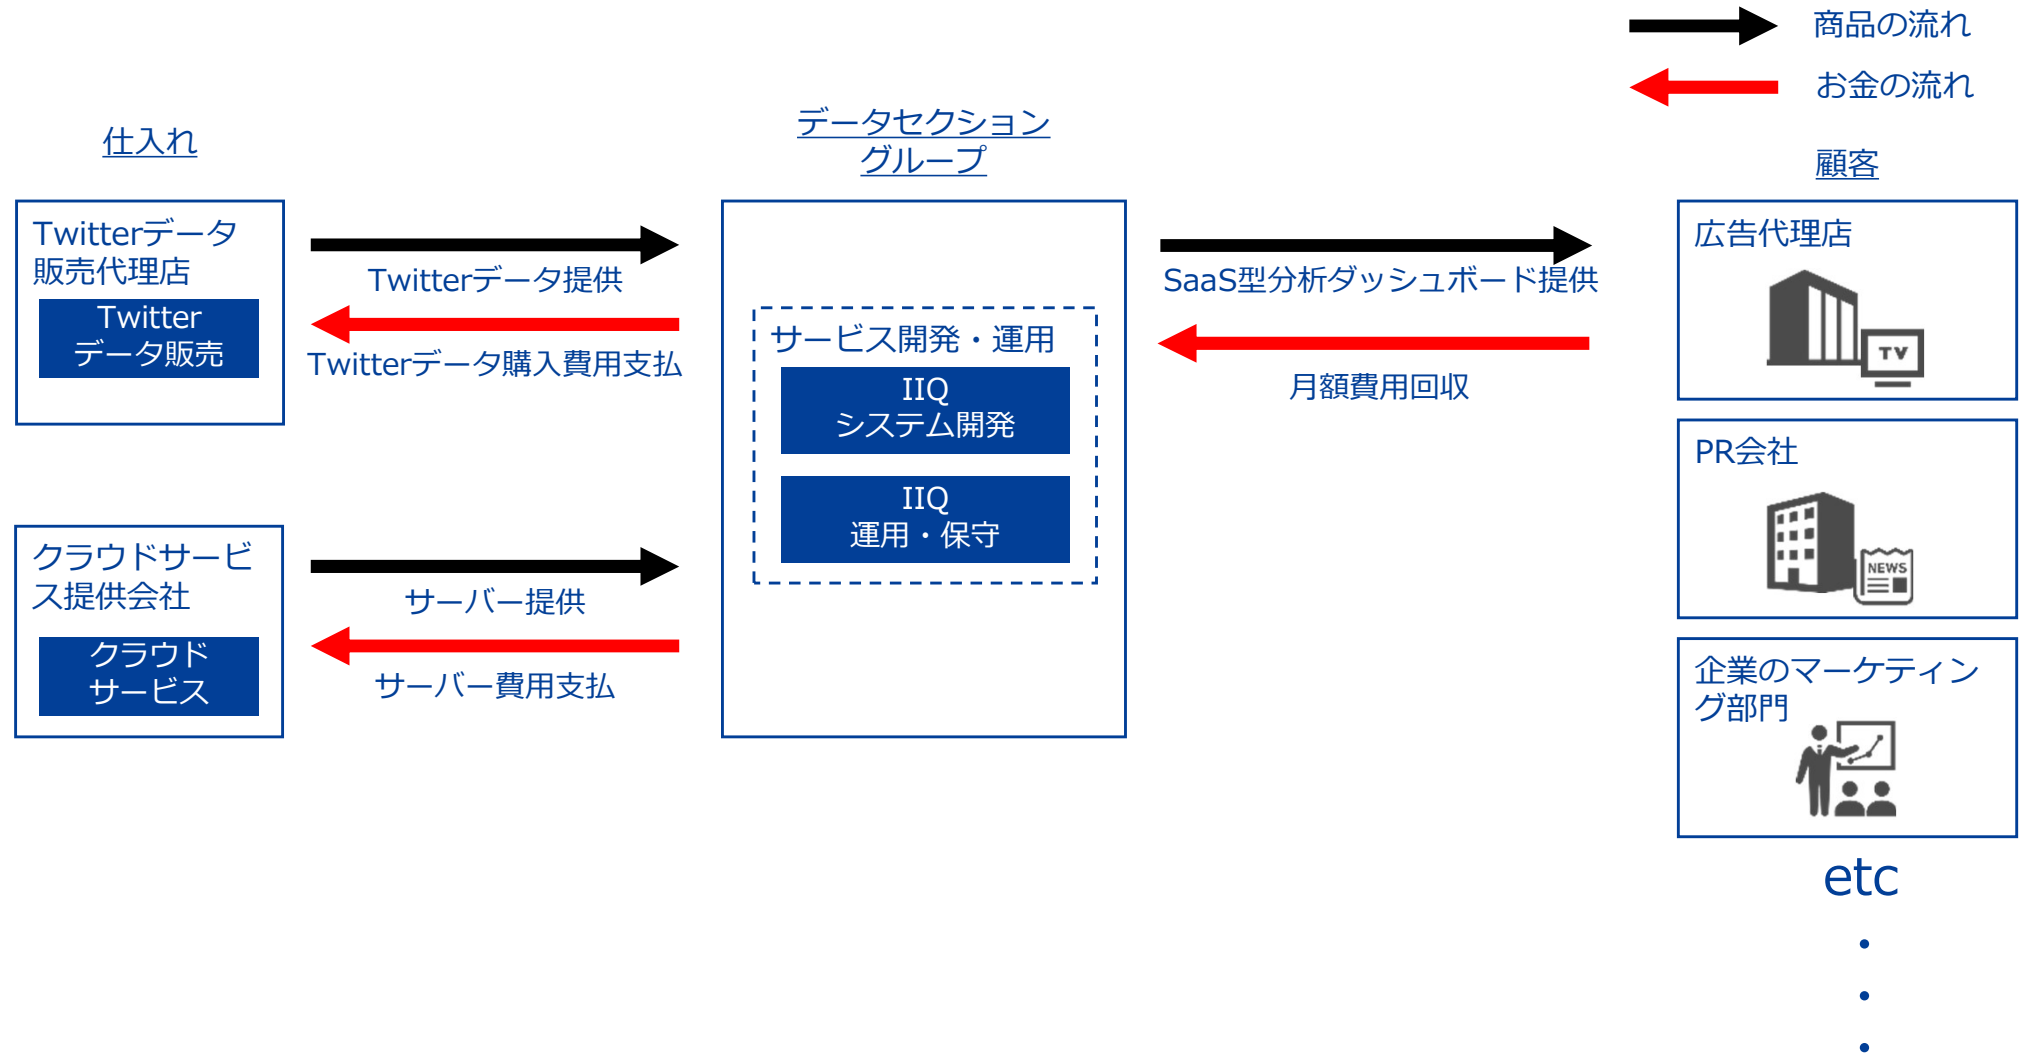 商品の流れ
お金の流れ
仕入れ
データセクション
グループ
顧客
Twitterデータ
販売代理店
Twitter
データ販売
Twitterデータ提供
Twitterデータ購入費用支払
クラウドサービ
ス提供会社
クラウド
サービス
サーバー提供
サーバー費用支払
サービス開発・運用
IIQ
システム開発
IIQ
運用・保守
SaaS型分析ダッシュボード提供
月額費用回収
広告代理店
TV
PR会社
NEWS
企業のマーケティン
グ部門
etc
・
・
・